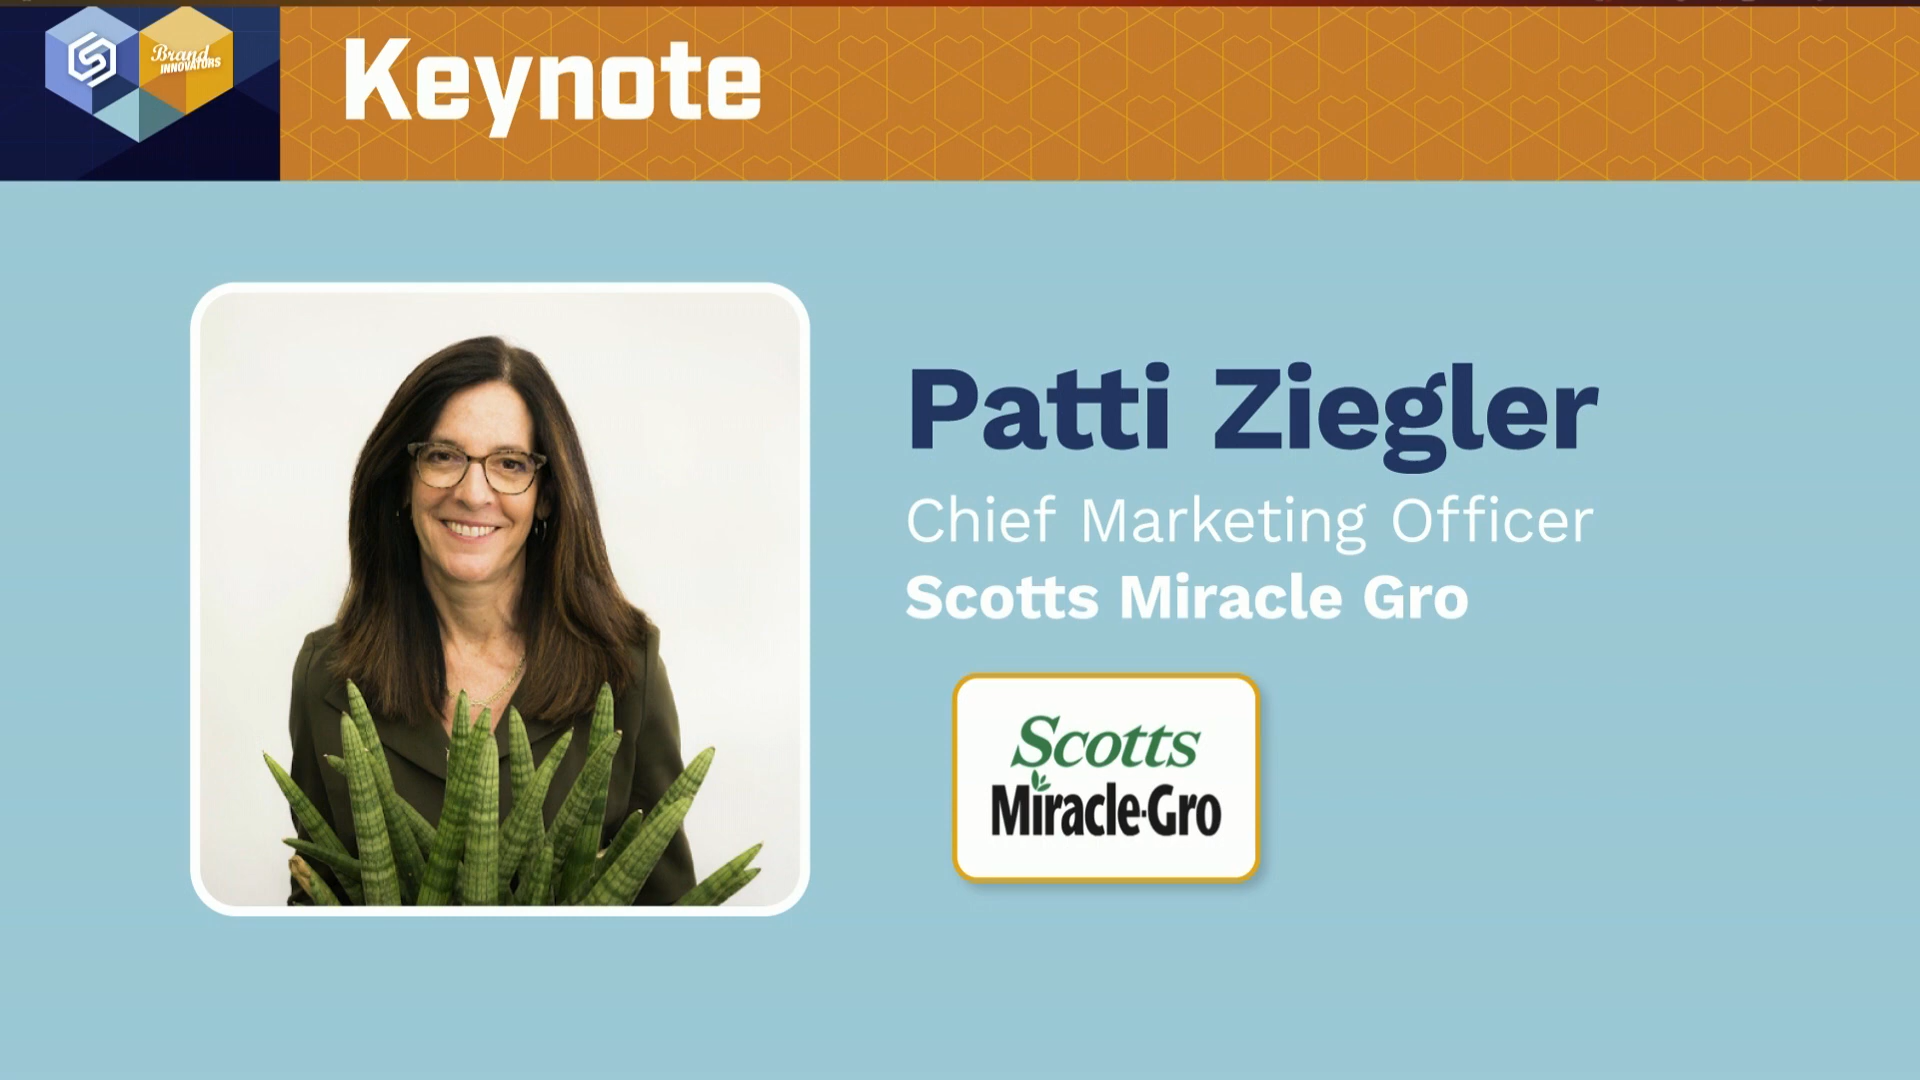 Brand
INNOVATORS
Keynote
Patti Ziegler
Chief Marketing Officer
Scotts Miracle Gro
Scotts
Miracle-Gro